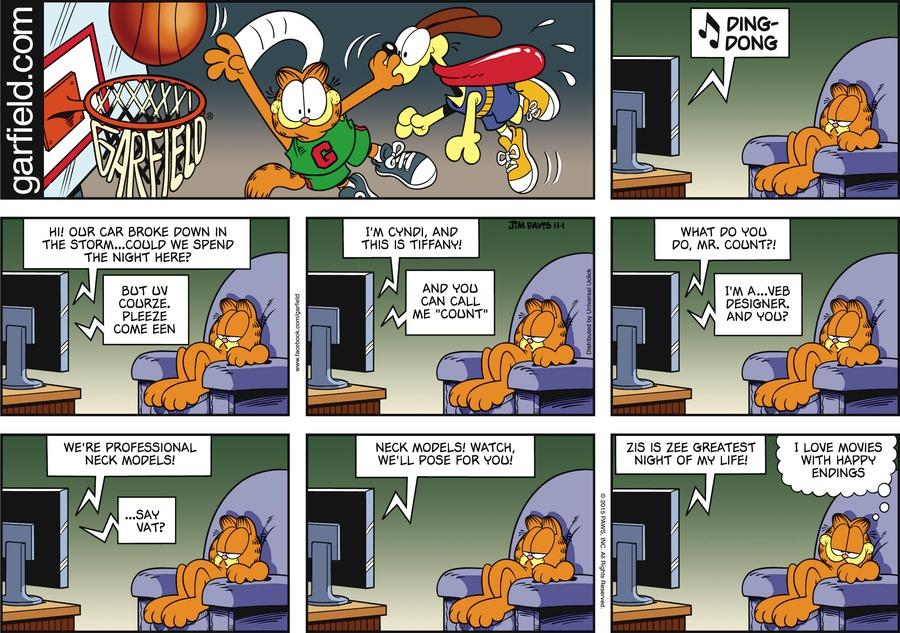 garfield.com
GARFIELD®
G
DING-
DONG
HI! OUR CAR BROKE DOWN IN
THE STORM...COULD WE SPEND
THE NIGHT HERE?
BUT UV
COURZE.
PLEEZE
COME EEN
www.facebook.com/garfield
I'M CYNDI, AND
THIS IS TIFFANY!
JIM DAVIS 11-1
AND YOU
CAN CALL
ME "COUNT"
Distributed by Universal Uclick
WHAT DO YOU
DO, MR. COUNT?!
I'M A...VEB
DESIGNER.
AND YOU?
WE'RE PROFESSIONAL
NECK MODELS!
...SAY
VAT?
NECK MODELS! WATCH,
WE'LL POSE FOR YOU!
© 2015 PAWS, INC. All Rights Reserved.
ZIS IS ZEE GREATEST
NIGHT OF MY LIFE!
I LOVE MOVIES
WITH HAPPY
ENDINGS